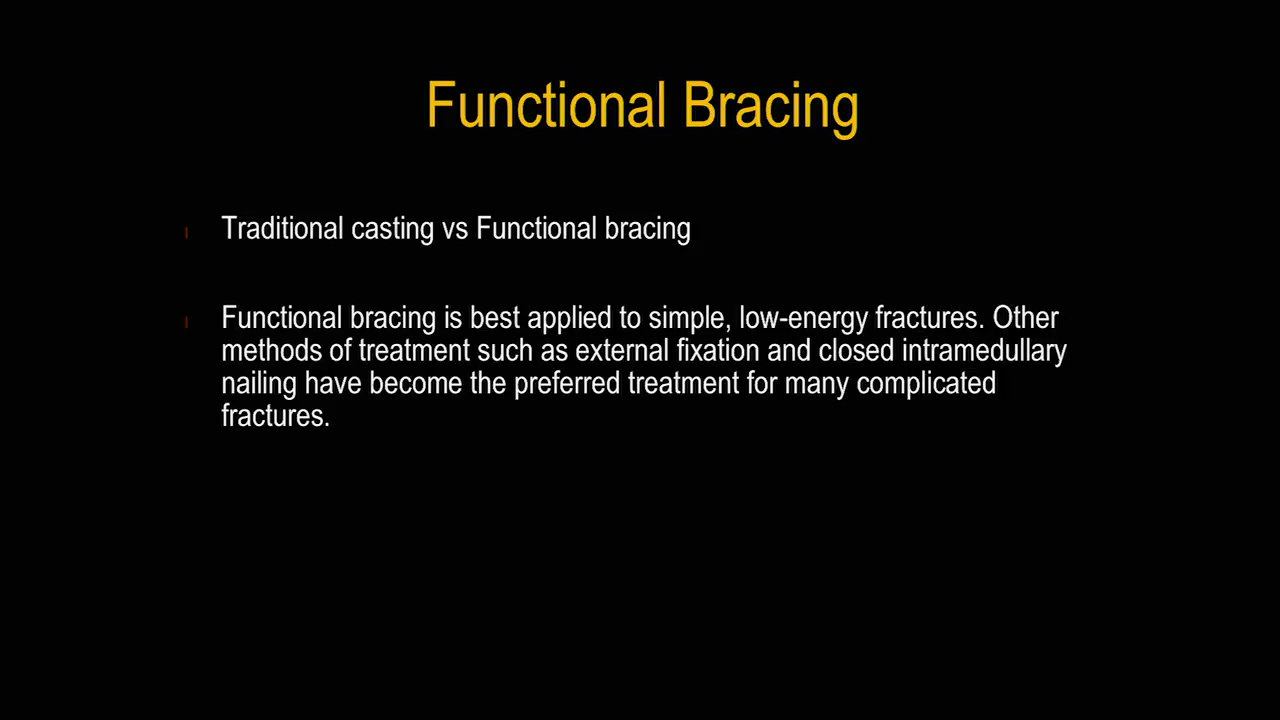 Functional Bracing
Traditional casting vs Functional bracing
Functional bracing is best applied to simple, low-energy fractures. Other
methods of treatment such as external fixation and closed intramedullary
nailing have become the preferred treatment for many complicated
fractures.